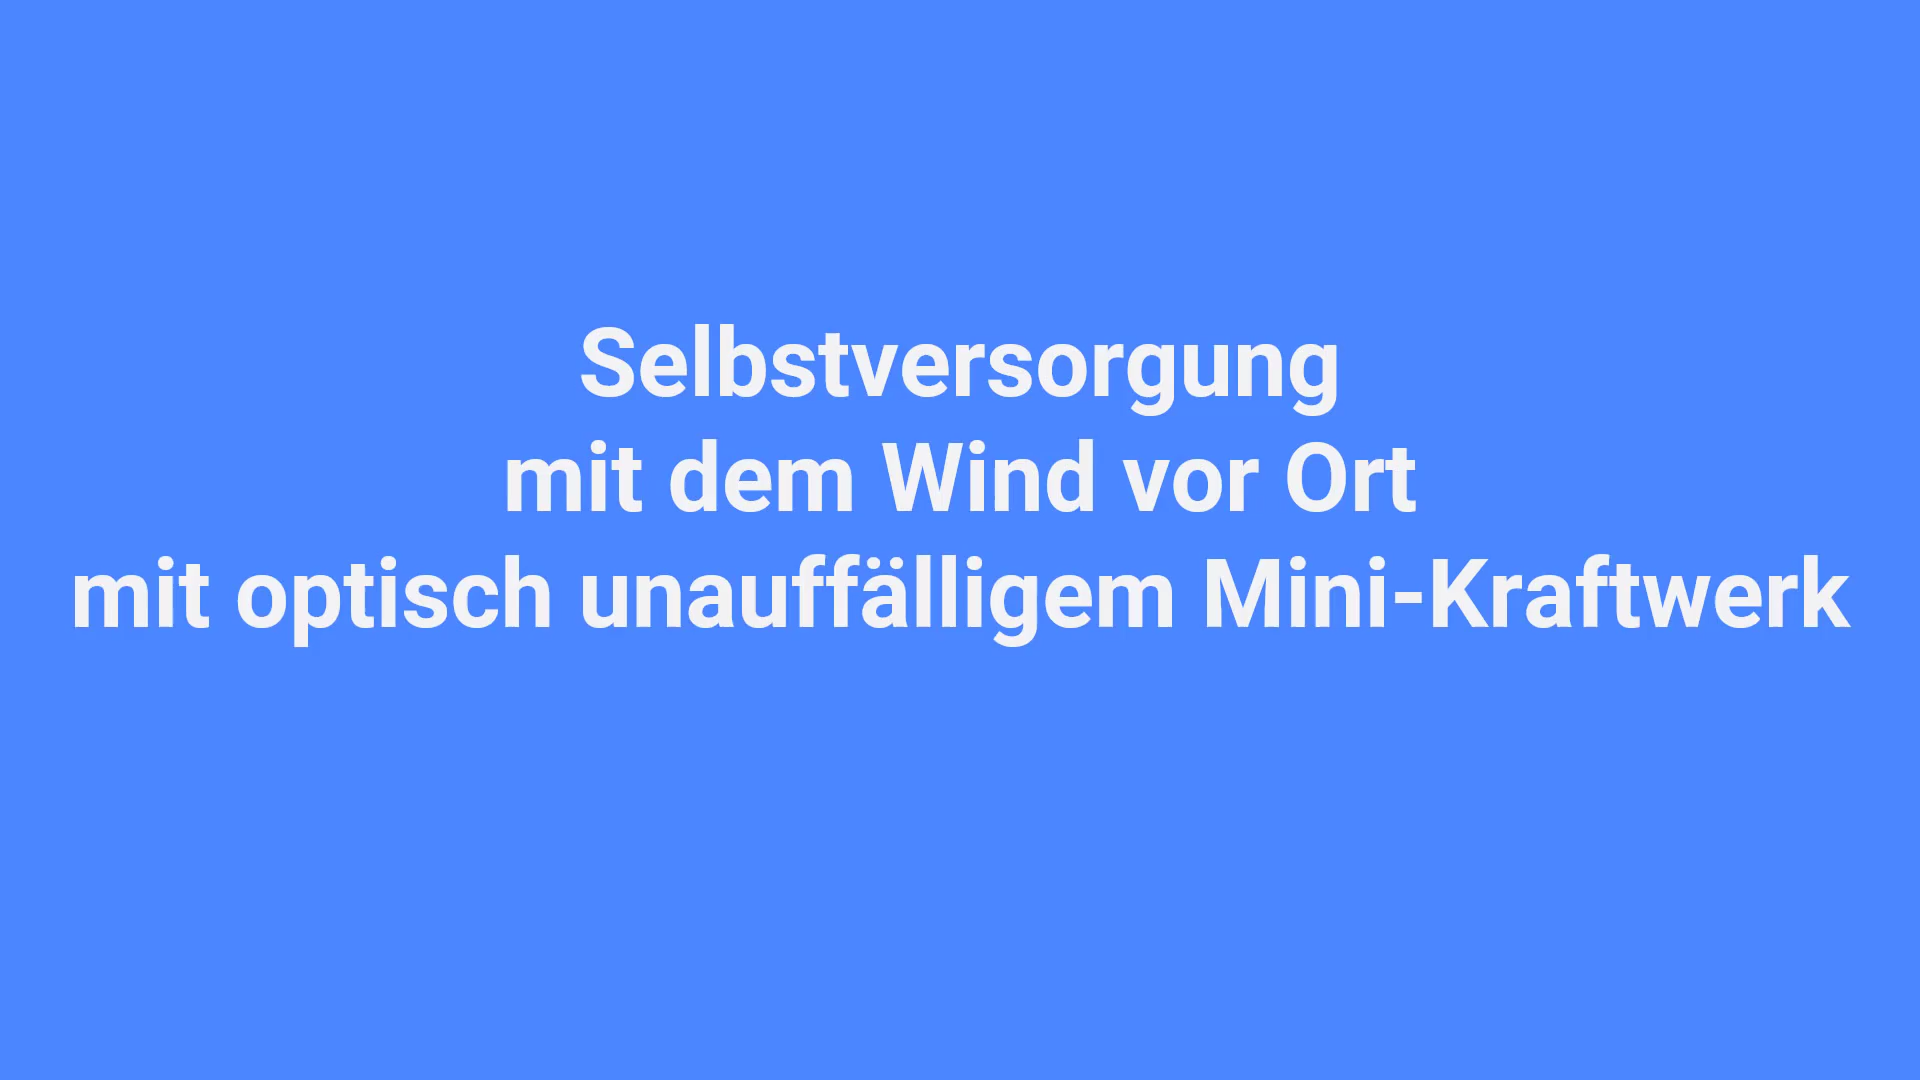 Selbstversorgung
mit dem Wind vor Ort
mit optisch unauffälligem Mini-Kraftwerk